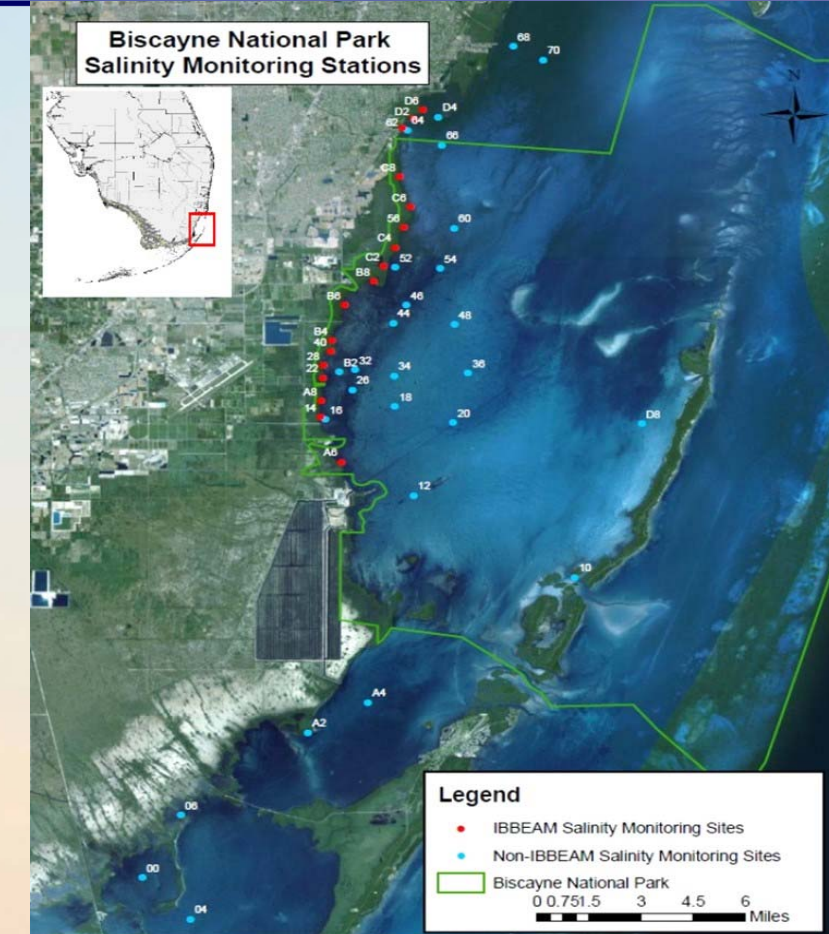 Biscayne National Park
Salinity Monitoring Stations
N
68
70
D6
D4
D2
64
62
66
C8
C6
56
60
C4
C2
52
54
B8
B6
46
44
48
B4
40
28
B2
32
22
34
36
26
A8
18
14
16
20
D8
A6
12
10
A4
A2
06
00
04
Legend
IBBEAM Salinity Monitoring Sites
Non-IBBEAM Salinity Monitoring Sites
Biscayne National Park
0 0.75 1.5 3 4.5 6
Miles